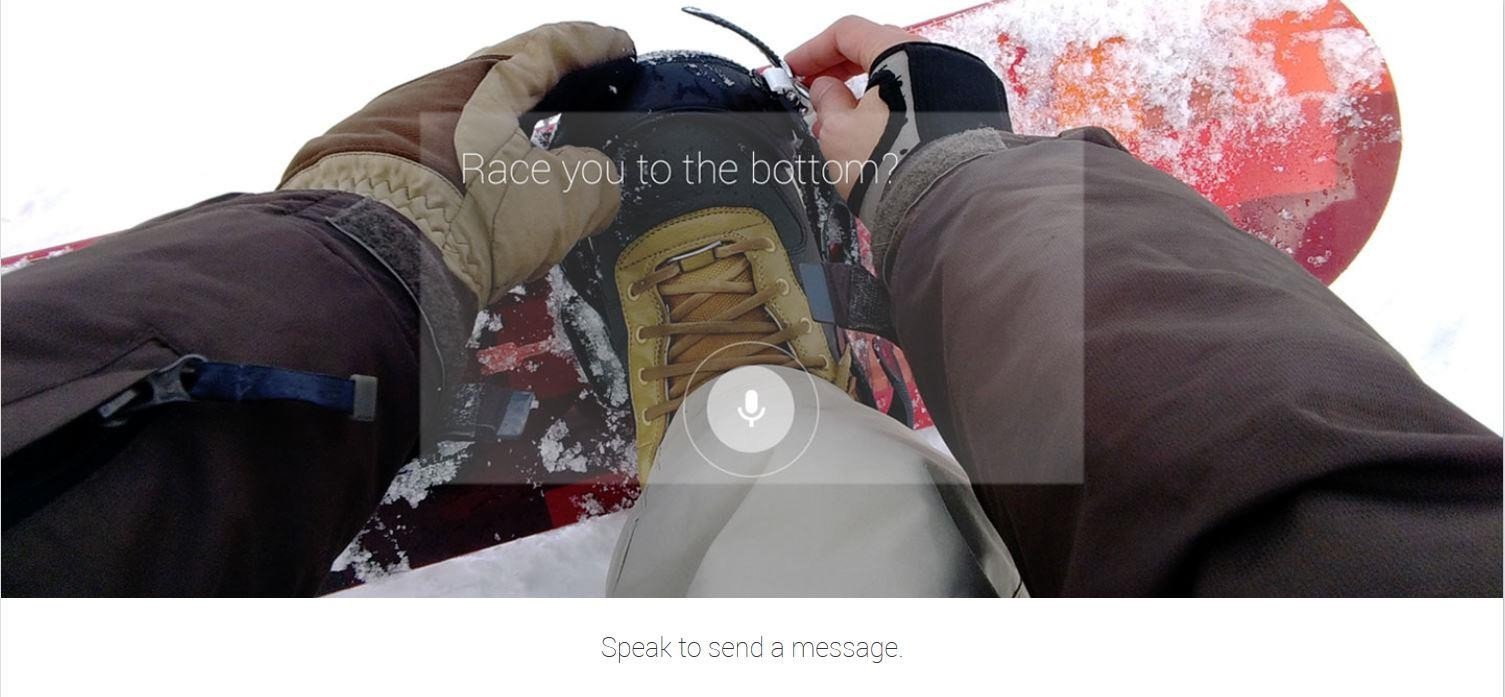 Race you to the bottom?
Speak to send a message.